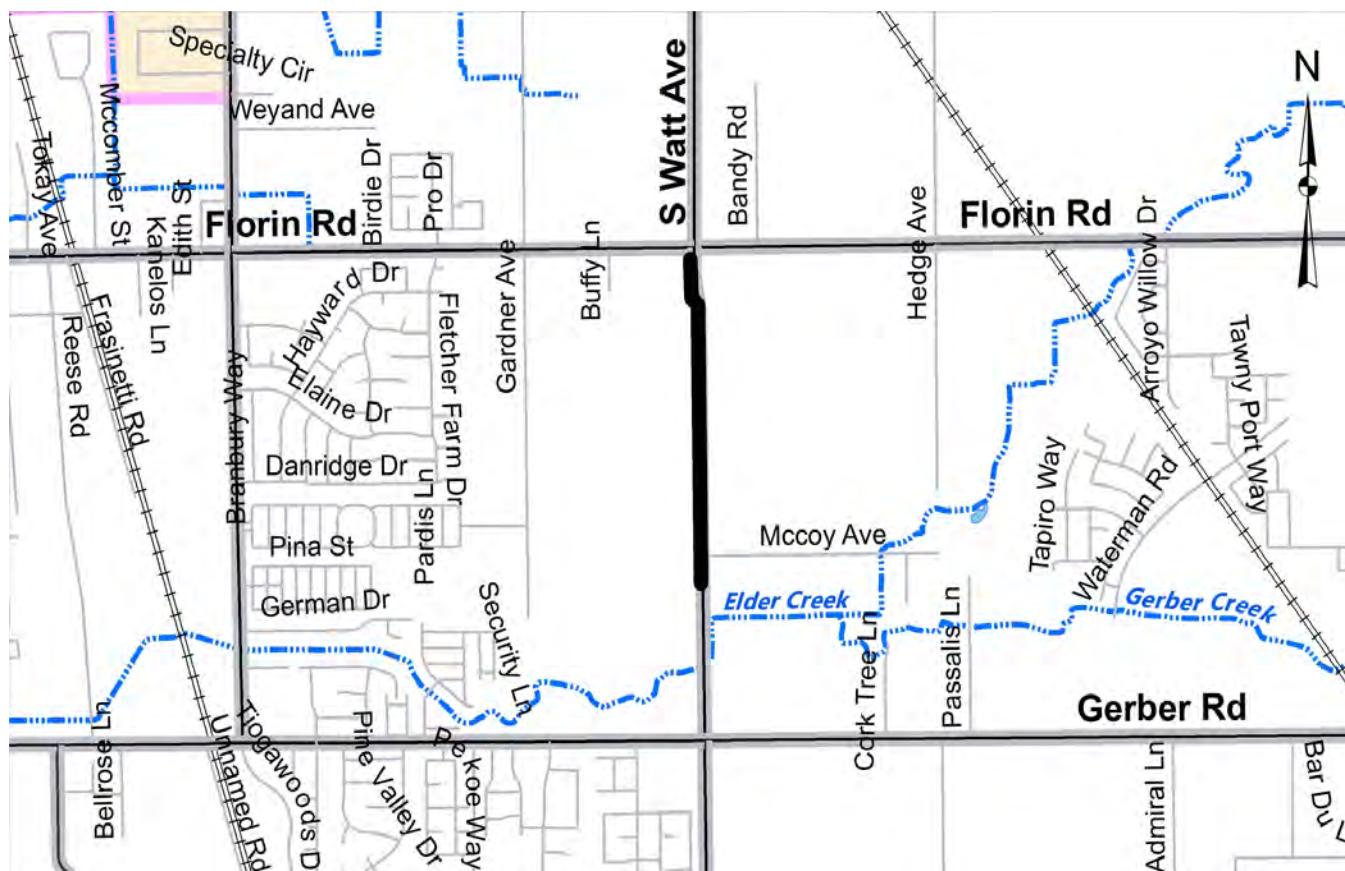 Specialty Cir
Weyand Ave
Mccomber St
Tokay Ave
Kanelos Ln
Edith St
Florin Rd
Birdie Dr
Pro Dr
S Watt Ave
Bandy Rd
Hedge Ave
Florin Rd
Arroyo Willow Dr
N
Gardner Ave
Buffy Ln
Reese Rd
Frasinetti Rd
Branbury Way
Hayward Dr
Elaine Dr
Fletcher Farm Dr
Danridge Dr
Pardis Ln
Pina St
German Dr
Security Ln
Mccoy Ave
Tapiro Way
Waterman Rd
Tawny Port Way
Elder Creek
Gerber Creek
Cork Tree Ln
Passalis Ln
Gerber Rd
Bellrose Ln
Unnamed Rd
Tiogawoods D
Pine Valley Dr
Pekoe Way
Admiral Ln
Bar Du L